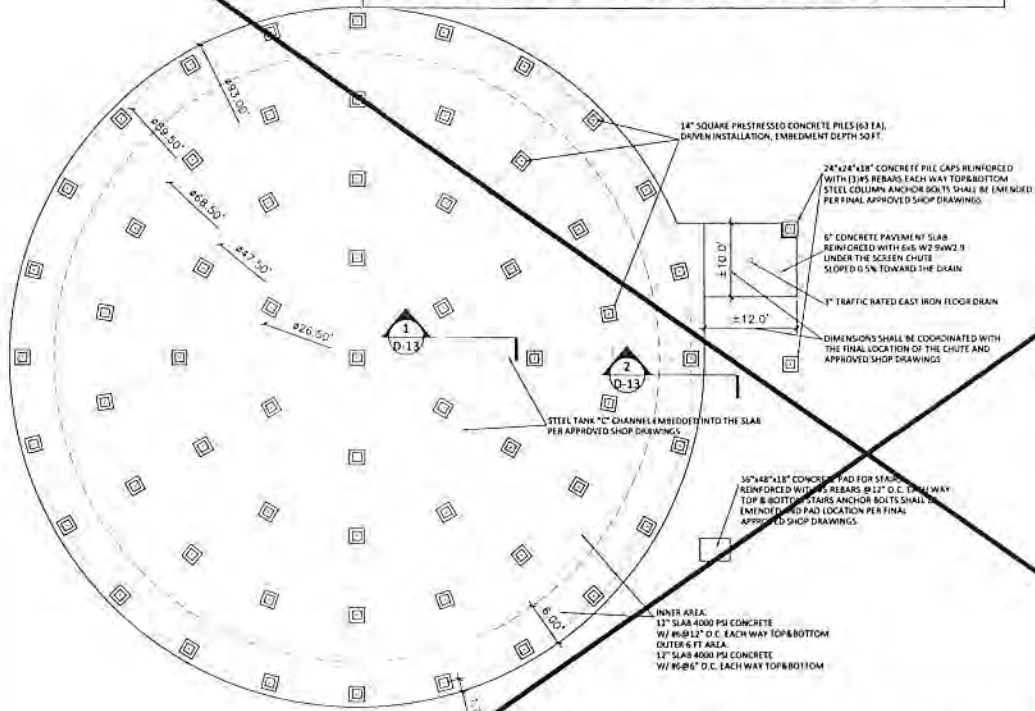 ø93.00'
ø89.50'
ø68.50'
ø47.50'
ø26.50'
14" SQUARE PRESTRESSED CONCRETE PILES (63 EA),
DRIVEN INSTALLATION, EMBEDMENT DEPTH 50 FT.
24"x24"x18" CONCRETE PILE CAPS REINFORCED
WITH (3)#5 REBARS EACH WAY TOP&BOTTOM
STEEL COLUMN ANCHOR BOLTS SHALL BE EMENDED
PER FINAL APPROVED SHOP DRAWINGS
6" CONCRETE PAVEMENT SLAB
REINFORCED WITH 6x6 W2.9xW2.9
UNDER THE SCREEN CHUTE
SLOPED 0.5% TOWARD THE DRAIN
±10.0'
3" TRAFFIC RATED CAST IRON FLOOR DRAIN
±12.0'
DIMENSIONS SHALL BE COORDINATED WITH
THE FINAL LOCATION OF THE CHUTE AND
APPROVED SHOP DRAWINGS
1
D-13
2
D-13
STEEL TANK "C" CHANNEL EMBEDDED INTO THE SLAB
PER APPROVED SHOP DRAWINGS
36"x48"x18" CONCRETE PAD FOR STAIRS
REINFORCED WITH #5 REBARS @12" O.C. EACH WAY
TOP & BOTTOM STAIRS ANCHOR BOLTS SHALL BE
EMENDED AND PAD LOCATION PER FINAL
APPROVED SHOP DRAWINGS
6.00'
INNER AREA:
12" SLAB 4000 PSI CONCRETE
W/ #6@12" O.C. EACH WAY TOP&BOTTOM
OUTER 6 FT AREA:
12" SLAB 4000 PSI CONCRETE
W/ #6@6" O.C. EACH WAY TOP&BOTTOM